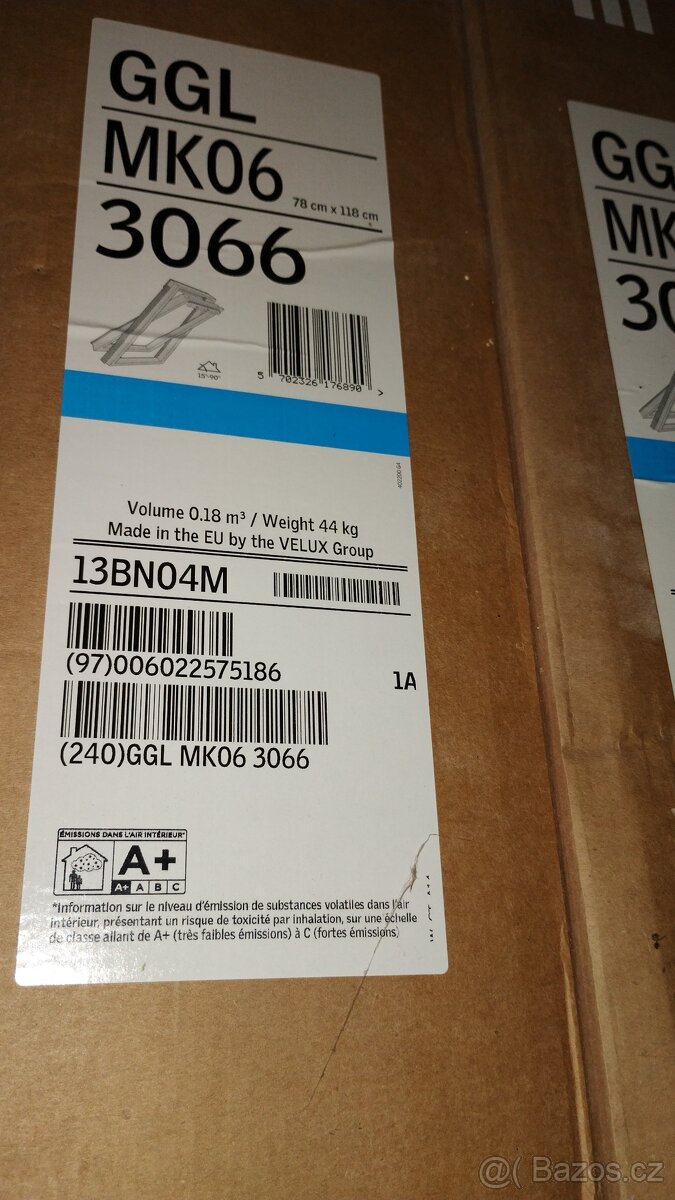 GGL
MK06 78 cm x 118 cm
3066
15°-90°
5 702326 176890 >
402200 04
Volume 0.18 m³ / Weight 44 kg
Made in the EU by the VELUX Group
13BN04M
(97)006022575186
1A
(240)GGL MK06 3066
ÉMISSIONS DANS L'AIR INTÉRIEUR*
A+
A+ A B C
*Information sur le niveau d'émission de substances volatiles dans l'air
intérieur, présentant un risque de toxicité par inhalation, sur une échelle
de classe allant de A+ (très faibles émissions) à C (fortes émissions)
GG
MK
30
@( Bazos.cz